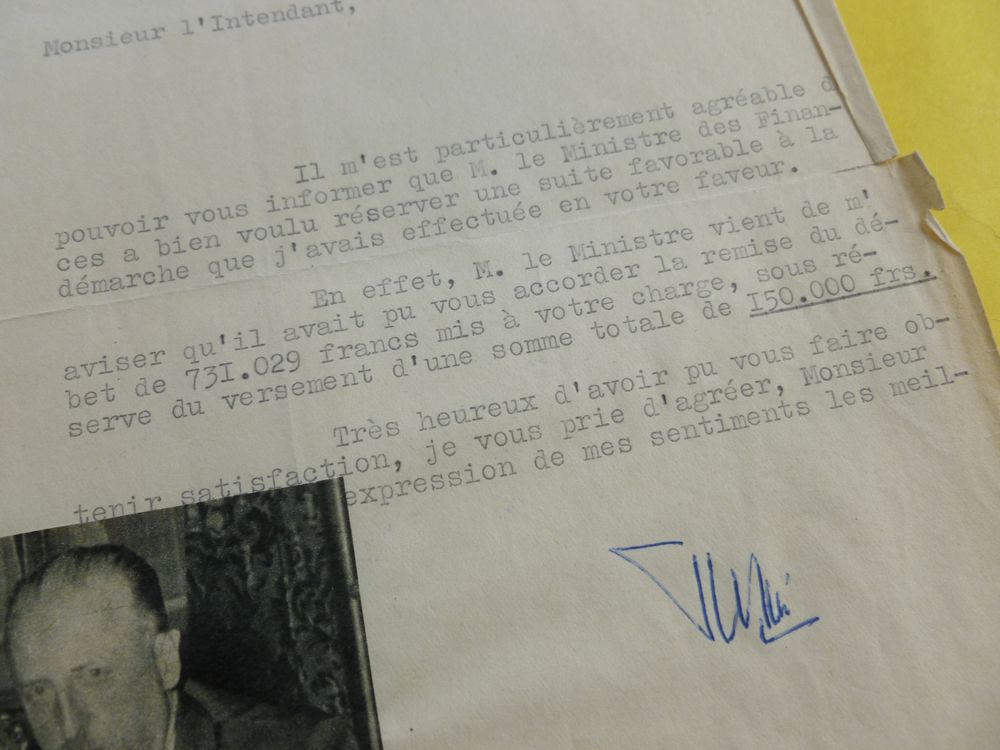 Monsieur l'Intendant,
Il m'est particulièrement agréable d
pouvoir vous informer que M. le Ministre des Finan-
ces a bien voulu réserver une suite favorable à la
démarche que j'avais effectuée en votre faveur.
En effet, M. le Ministre vient de m'
aviser qu'il avait pu vous accorder la remise du dé-
bet de 73I.029 francs mis à votre charge, sous ré-
serve du versement d'une somme totale de I50.000 frs.
Très heureux d'avoir pu vous faire ob-
tenir satisfaction, je vous prie d'agréer, Monsieur
expression de mes sentiments les meil-